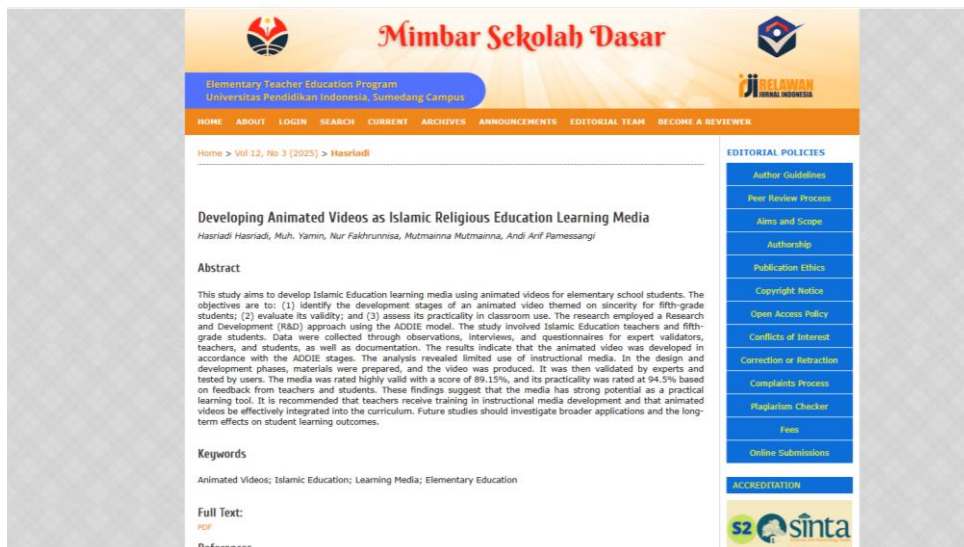 Mimbar Sekolah Dasar
Elementary Teacher Education Program
Universitas Pendidikan Indonesia, Sumedang Campus
RELAWAN
JURNAL INDONESIA
HOME ABOUT LOGIN SEARCH CURRENT ARCHIVES ANNOUNCEMENTS EDITORIAL TEAM BECOME A REVIEWER
Home > Vol 12, No 3 (2025) > Hasriadi
Developing Animated Videos as Islamic Religious Education Learning Media
Hasriadi Hasriadi, Muh. Yamin, Nur Fakhrunnisa, Mutmainna Mutmainna, Andi Arif Pamessangi
Abstract
This study aims to develop Islamic Education learning media using animated videos for elementary school students. The
objectives are to: (1) identify the development stages of an animated video themed on sincerity for fifth-grade
students; (2) evaluate its validity; and (3) assess its practicality in classroom use. The research employed a Research
and Development (R&D) approach using the ADDIE model. The study involved Islamic Education teachers and fifth-
grade students. Data were collected through observations, interviews, and questionnaires for expert validators,
teachers, and students, as well as documentation. The results indicate that the animated video was developed in
accordance with the ADDIE stages. The analysis revealed limited use of instructional media. In the design and
development phases, materials were prepared, and the video was produced. It was then validated by experts and
tested by users. The media was rated highly valid with a score of 89.15%, and its practicality was rated at 94.5% based
on feedback from teachers and students. These findings suggest that the media has strong potential as a practical
learning tool. It is recommended that teachers receive training in instructional media development and that animated
videos be effectively integrated into the curriculum. Future studies should investigate broader applications and the long-
term effects on student learning outcomes.
Keywords
Animated Videos; Islamic Education; Learning Media; Elementary Education
Full Text:
PDF
References
EDITORIAL POLICIES
Author Guidelines
Peer Review Process
Aims and Scope
Authorship
Publication Ethics
Copyright Notice
Open Access Policy
Conflicts of Interest
Correction or Retraction
Complaints Process
Plagiarism Checker
Fees
Online Submissions
ACCREDITATION
S2 sinta